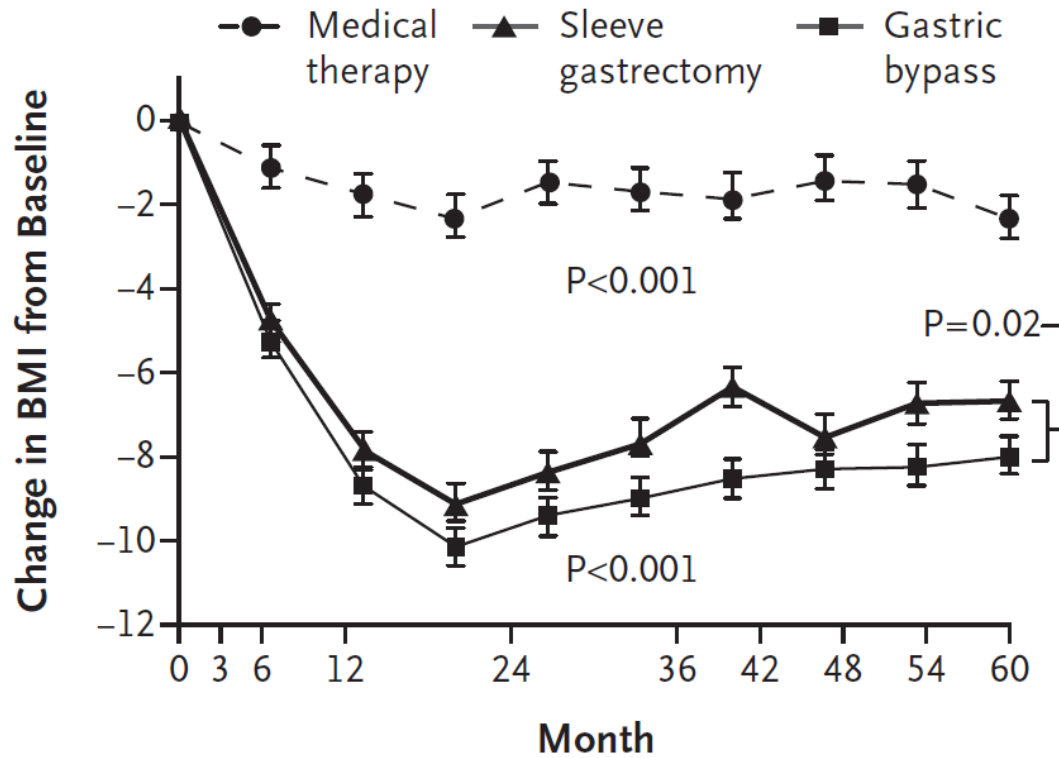 Medical therapy
Sleeve gastrectomy
Gastric bypass
Change in BMI from Baseline
0
−2
−4
−6
−8
−10
−12
P<0.001
P=0.02
P<0.001
0 3 6 12 24 36 42 48 54 60
Month